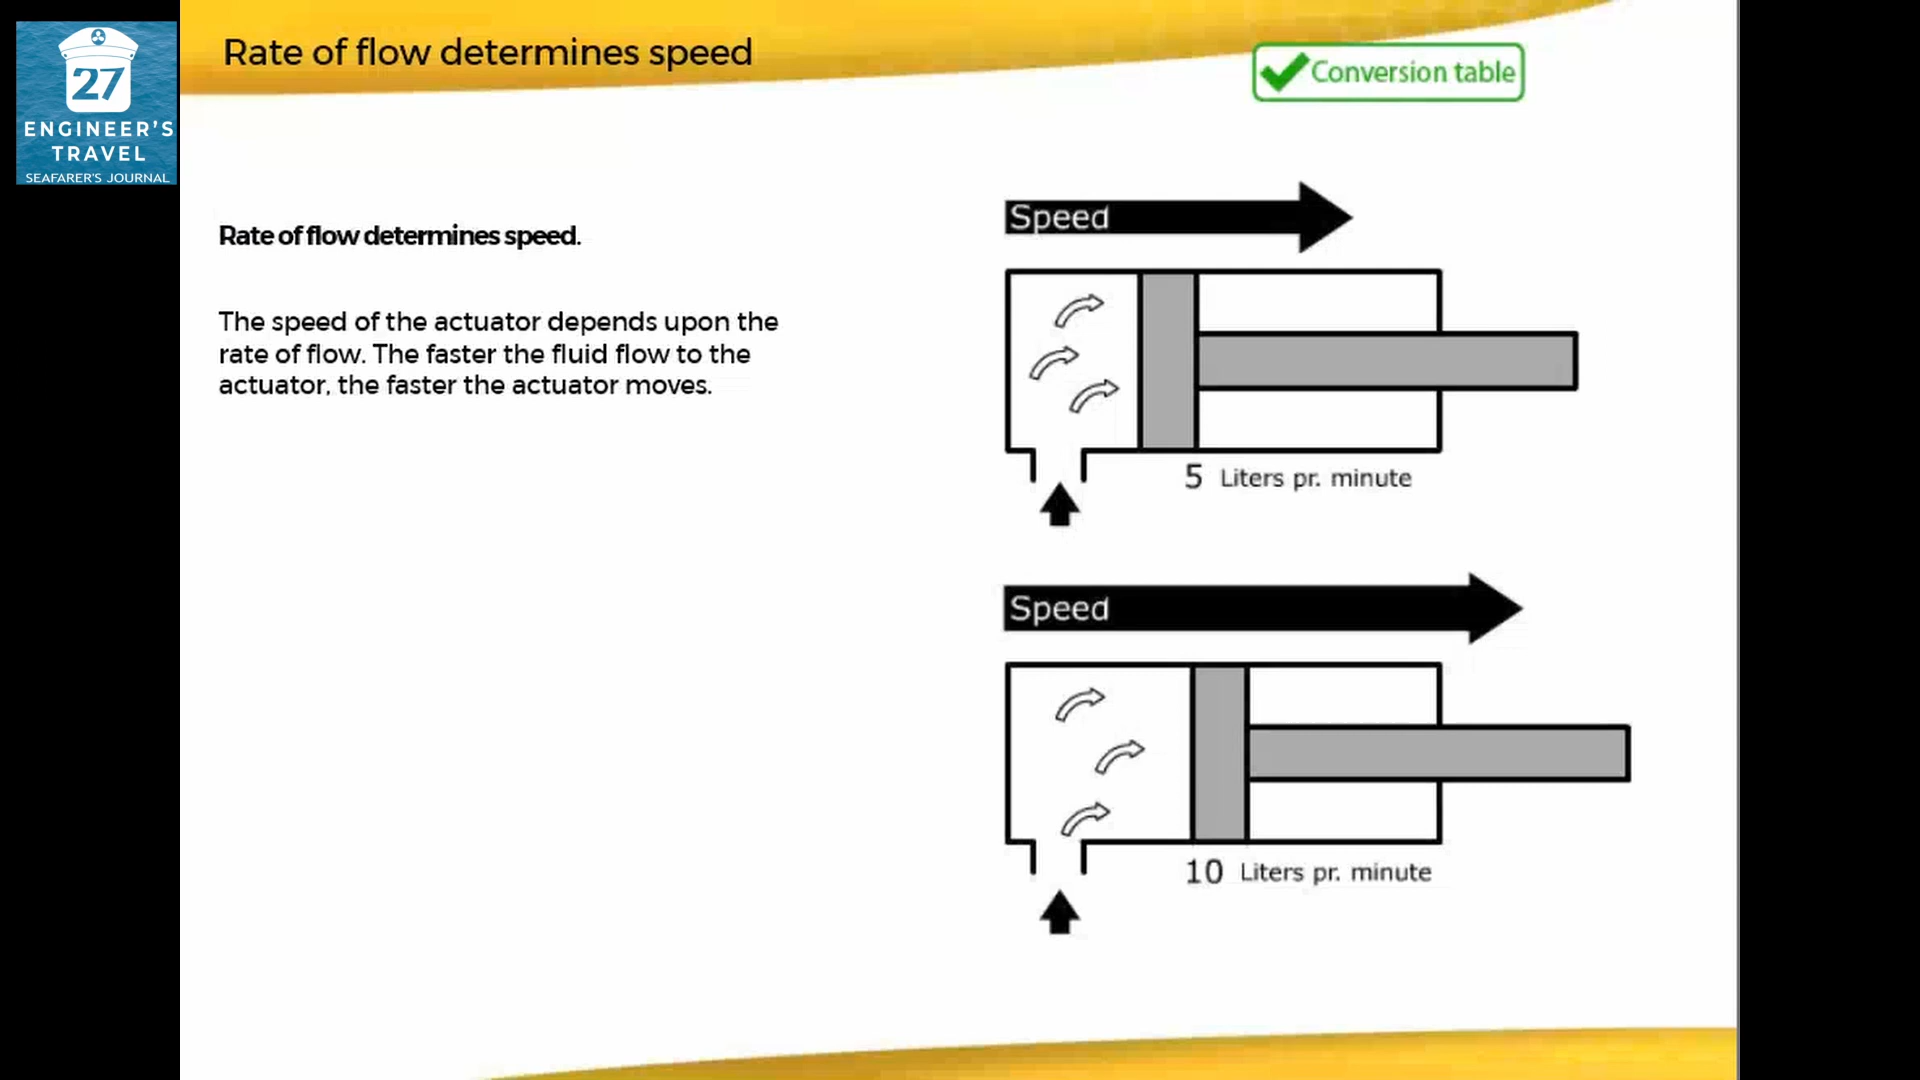 27
ENGINEER'S
TRAVEL
SEAFARER'S JOURNAL
Rate of flow determines speed
Conversion table
Rate of flow determines speed.
The speed of the actuator depends upon the
rate of flow. The faster the fluid flow to the
actuator, the faster the actuator moves.
Speed
5 Liters pr. minute
Speed
10 Liters pr. minute